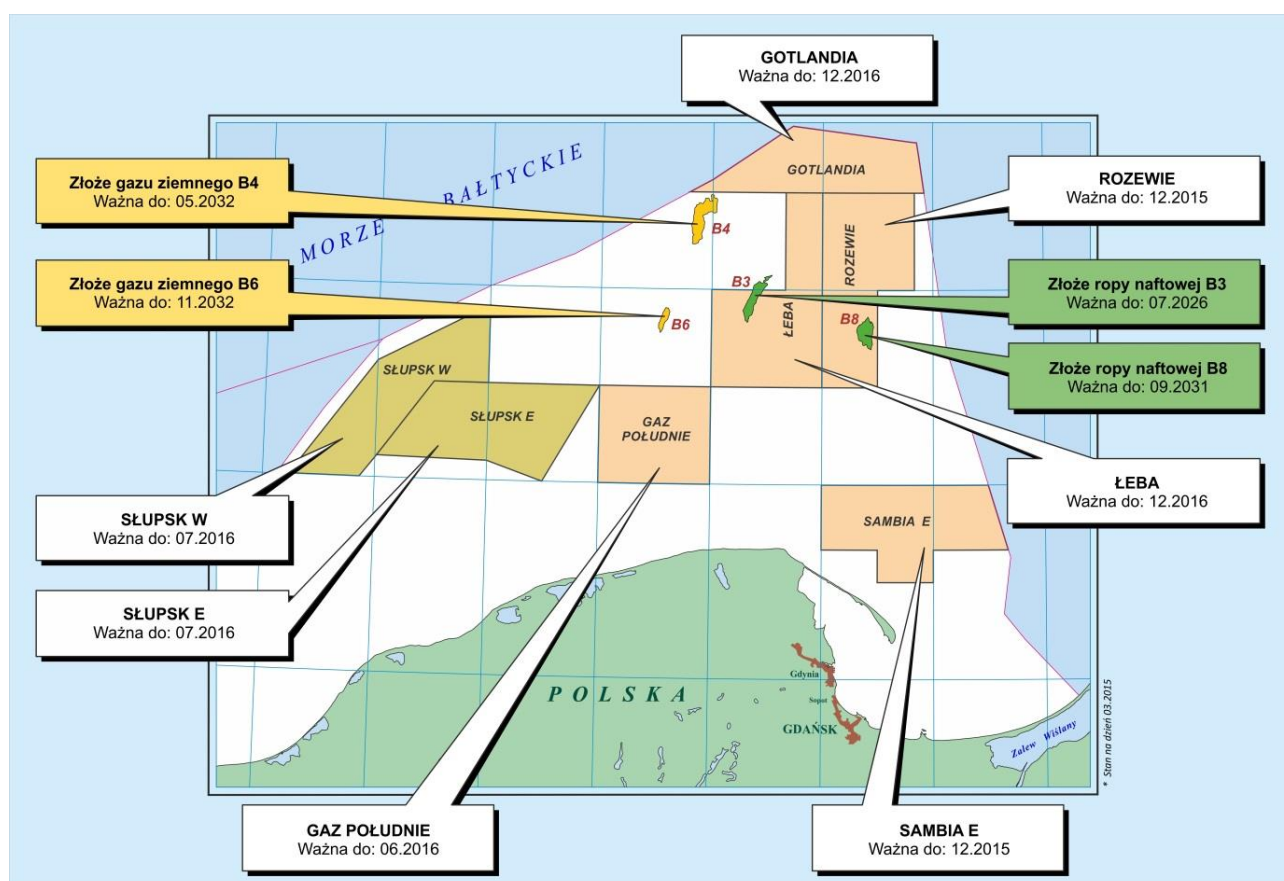 GOTLANDIA
Ważna do: 12.2016
Złoże gazu ziemnego B4
Ważna do: 05.2032
MORZE BAŁTYCKIE
GOTLANDIA
ROZEWIE
Ważna do: 12.2015
B4
ROZEWIE
Złoże gazu ziemnego B6
Ważna do: 11.2032
B3
Złoże ropy naftowej B3
Ważna do: 07.2026
B6
ŁEBA
B8
Złoże ropy naftowej B8
Ważna do: 09.2031
SŁUPSK W
SŁUPSK E
GAZ
POŁUDNIE
ŁEBA
Ważna do: 12.2016
SŁUPSK W
Ważna do: 07.2016
SAMBIA E
SŁUPSK E
Ważna do: 07.2016
Gdynia
POLSKA
Sopot
GDAŃSK
Zalew Wiślany
* Stan na dzień 03.2015
GAZ POŁUDNIE
Ważna do: 06.2016
SAMBIA E
Ważna do: 12.2015